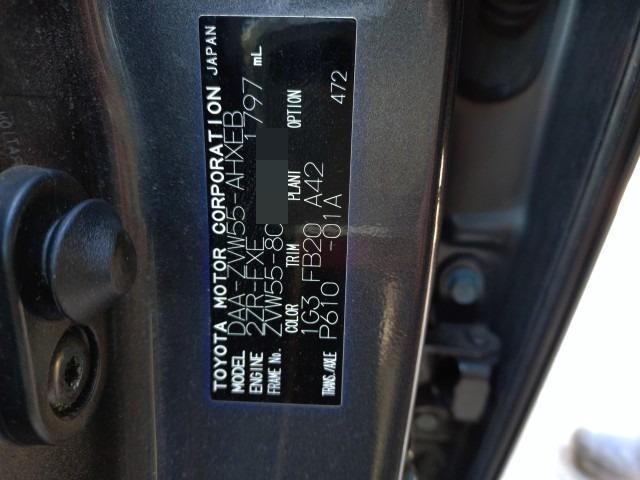 TOYOTA MOTOR CORPORATION JAPAN
MODEL DAA-ZVW55-AHXEB
ENGINE 2ZR-FXE 1797 mL
FRAME No. ZVW55-80
COLOR TRIM PLANT OPTION
1G3 FB20 A42 472
TRANS/AXLE P610 -01A